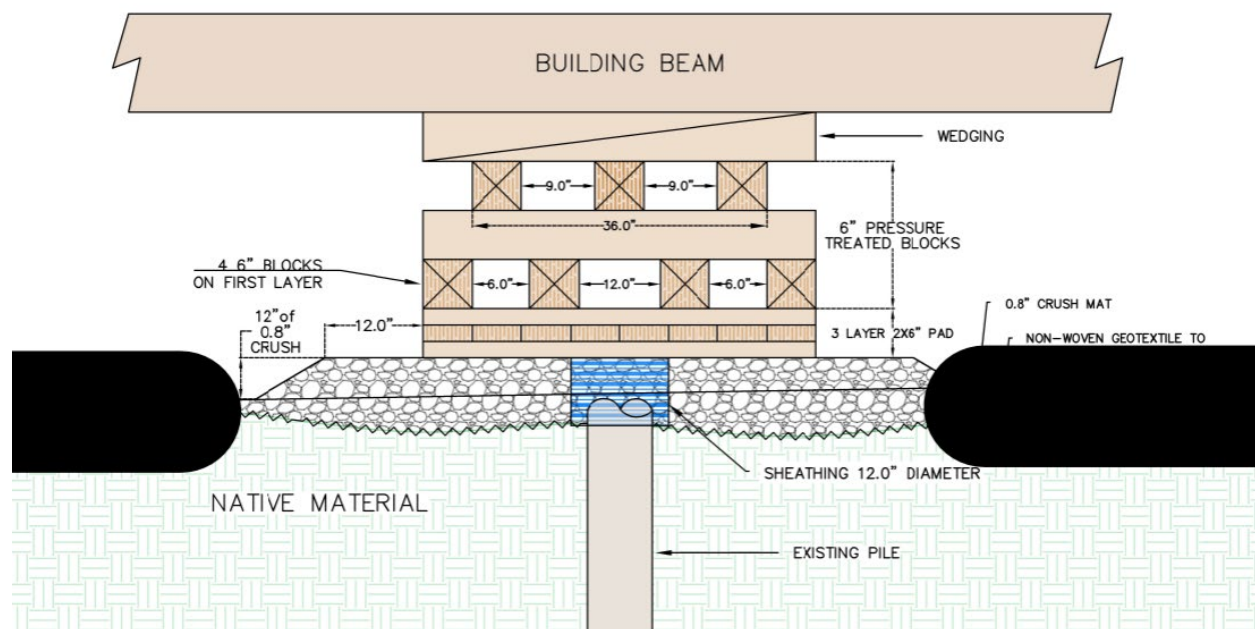 BUILDING BEAM
WEDGING
9.0"
9.0"
36.0"
6" PRESSURE
TREATED BLOCKS
4 6" BLOCKS
ON FIRST LAYER
6.0"
12.0"
6.0"
12" of
0.8"
CRUSH
12.0"
3 LAYER 2X6" PAD
0.8" CRUSH MAT
NON-WOVEN GEOTEXTILE TO
SHEATHING 12.0" DIAMETER
NATIVE MATERIAL
EXISTING PILE